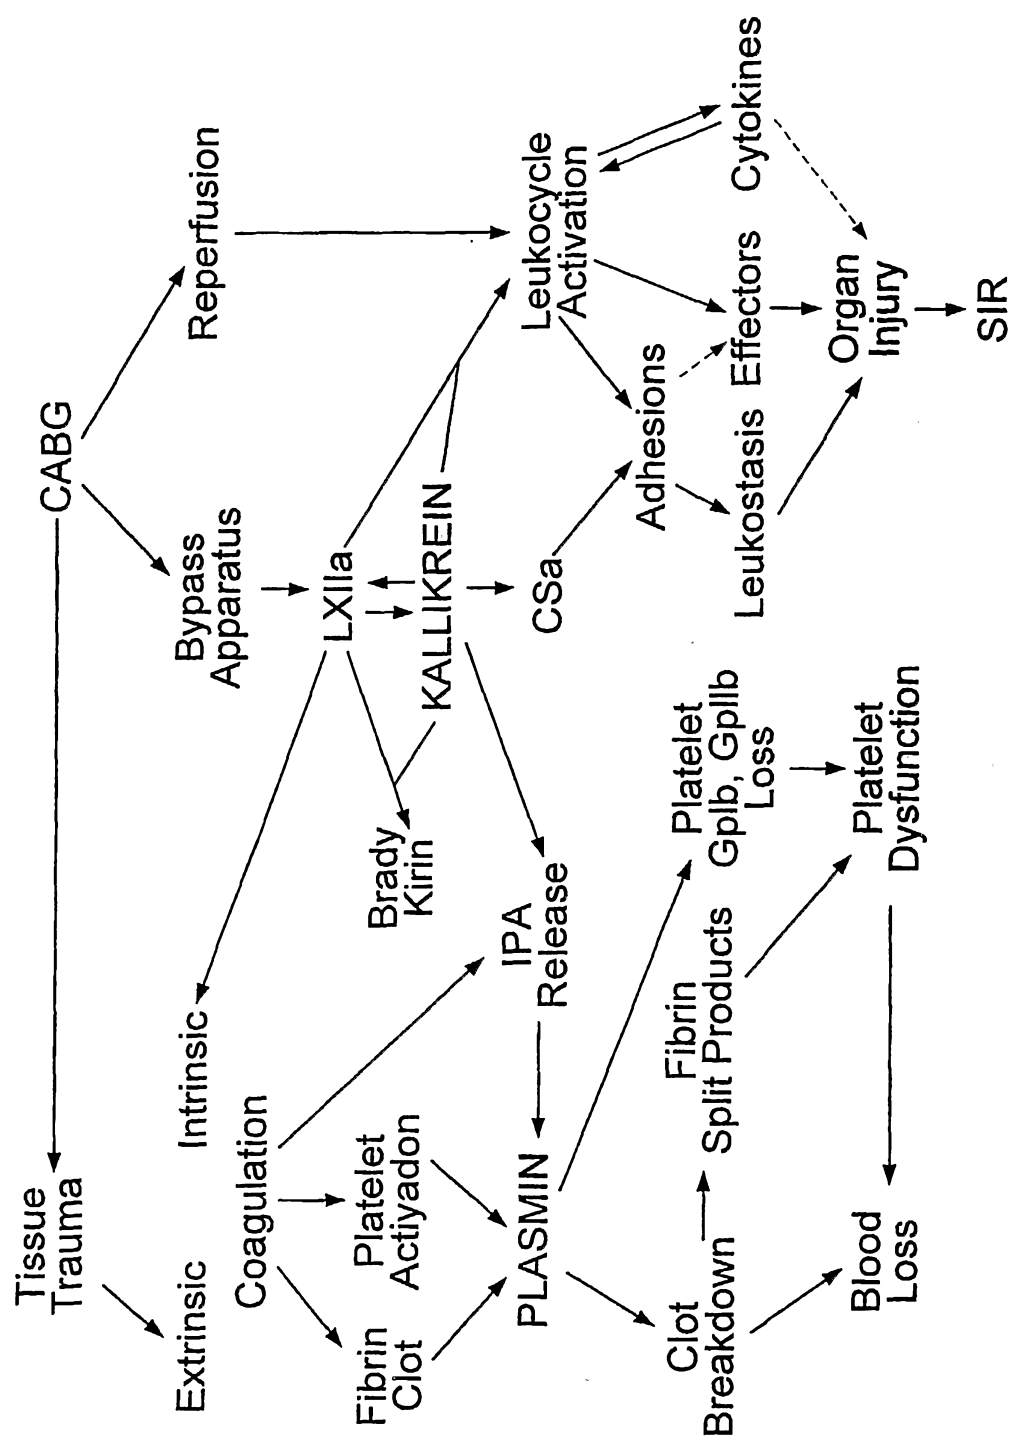 CABG
Tissue
Trauma
Bypass
Apparatus
Reperfusion
Extrinsic
Intrinsic
Coagulation
LXIIa
KALLIKREIN
Brady
Kirin
Fibrin
Clot
Platelet
Actiyadon
IPA
Release
CSa
Leukocycle
Activation
PLASMIN
Adhesions
Clot
Breakdown
Fibrin
Split Products
Platelet
Gplb, Gpllb
Loss
Leukostasis
Effectors
Cytokines
Blood
Loss
Platelet
Dysfunction
Organ
Injury
SIR